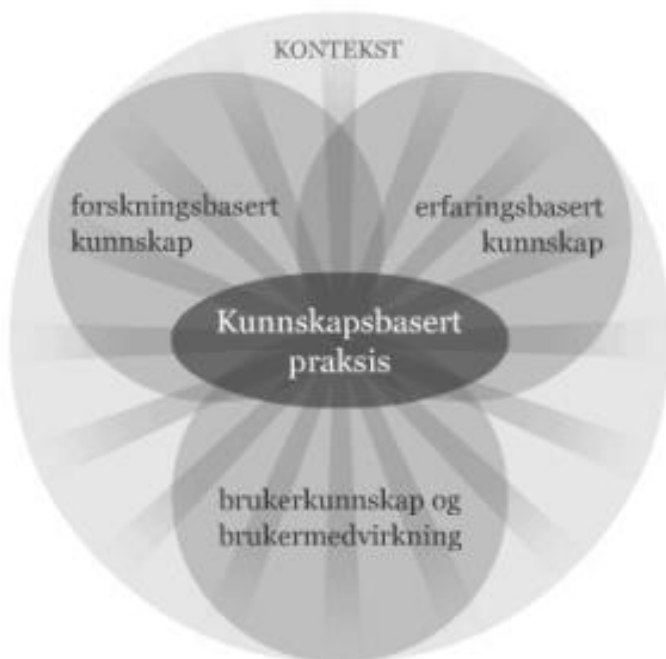 KONTEKST
forskningsbasert
kunnskap
erfaringsbasert
kunnskap
Kunnskapsbasert
praksis
brukerkunnskap og
brukermedvirkning